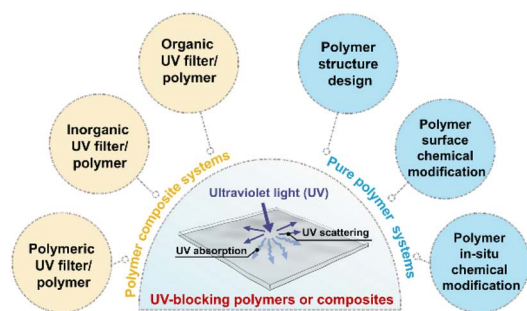 Organic
UV filter/
polymer
Polymer
structure
design
Inorganic
UV filter/
polymer
Polymer
surface
chemical
modification
Polymeric
UV filter/
polymer
Polymer
in-situ
chemical
modification
Polymer composite systems
Pure polymer systems
Ultraviolet light (UV)
UV scattering
UV absorption
UV-blocking polymers or composites